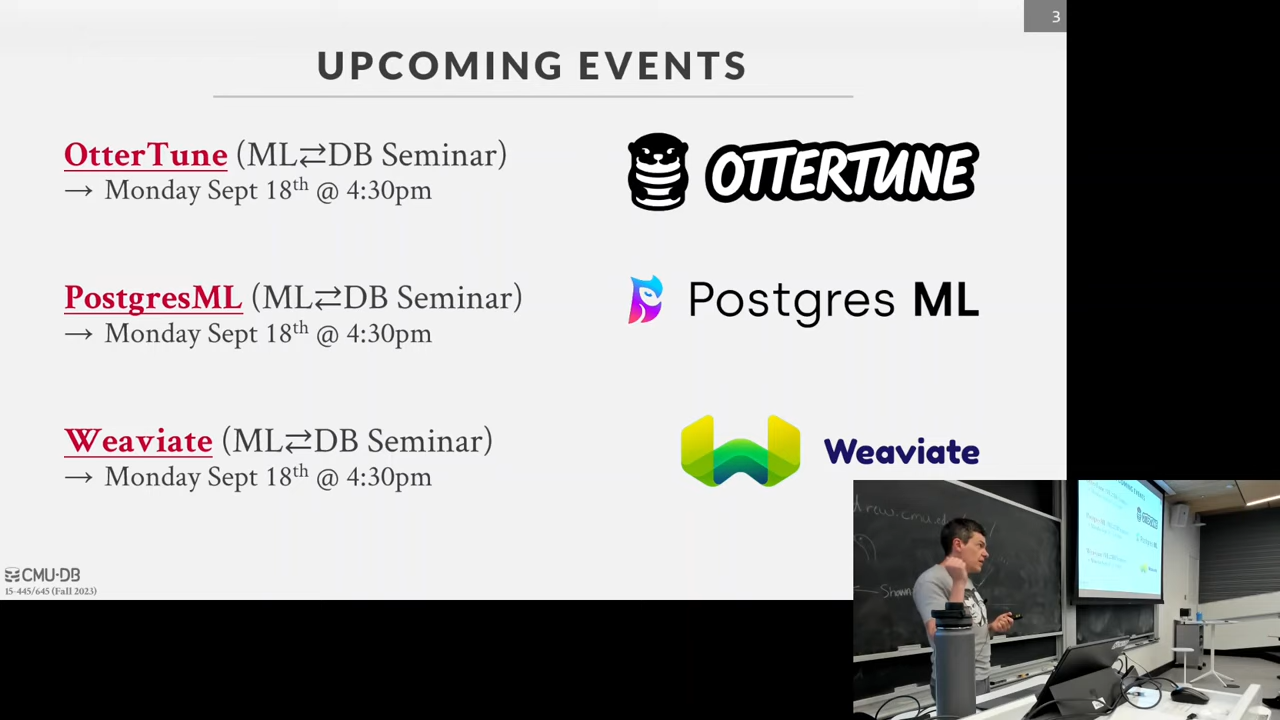 3
UPCOMING EVENTS
OtterTune (ML⇄DB Seminar)
→ Monday Sept 18th @ 4:30pm
OTTERTUNE
PostgresML (ML⇄DB Seminar)
→ Monday Sept 18th @ 4:30pm
Postgres ML
Weaviate (ML⇄DB Seminar)
→ Monday Sept 18th @ 4:30pm
Weaviate
CMU·DB
15-445/645 (Fall 2023)